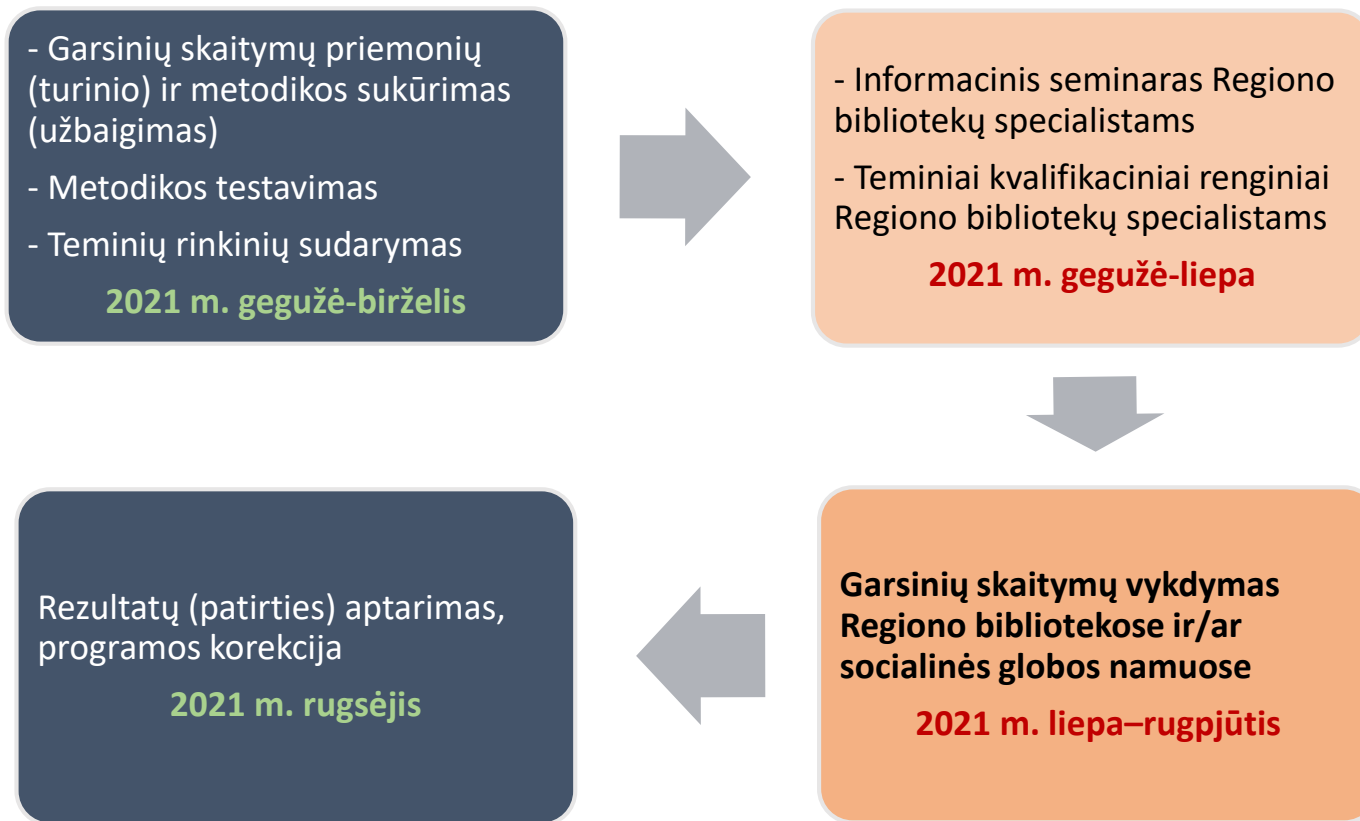 - Garsinių skaitymų priemonių
(turinio) ir metodikos sukūrimas
(užbaigimas)
- Metodikos testavimas
- Teminių rinkinių sudarymas
2021 m. gegužė-birželis
- Informacinis seminaras Regiono
bibliotekų specialistams
- Teminiai kvalifikaciniai renginiai
Regiono bibliotekų specialistams
2021 m. gegužė-liepa
Garsinių skaitymų vykdymas
Regiono bibliotekose ir/ar
socialinės globos namuose
2021 m. liepa–rugpjūtis
Rezultatų (patirties) aptarimas,
programos korekcija
2021 m. rugsėjis